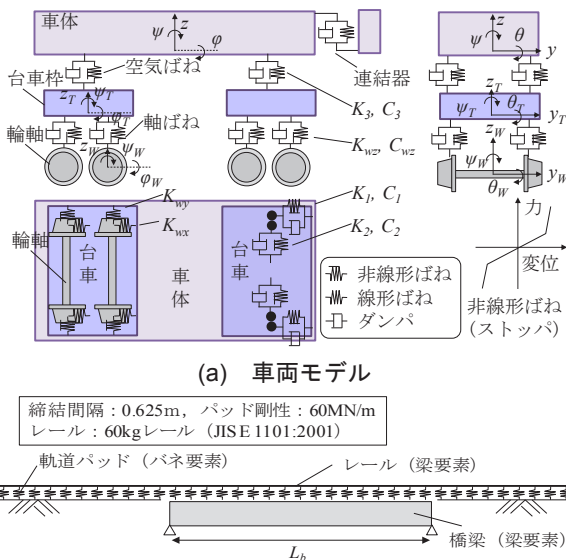 車体
ψ
z
φ
空気ばね
台車枠
z_T
ψ_T
φ_T
軸ばね
輪軸
z_W
ψ_W
φ_W
連結器
K_3, C_3
K_wz, C_wz
ψ
z
θ
y
z_T
ψ_T
θ_T
y_T
z_W
ψ_W
θ_W
y_W
K_wy
K_wx
輪軸
台車
車体
台車
K_1, C_1
K_2, C_2
非線形ばね
線形ばね
ダンパ
力
変位
非線形ばね
(ストッパ)
(a) 車両モデル
締結間隔：0.625m，パッド剛性：60MN/m
レール：60kgレール（JIS E 1101:2001）
軌道パッド（バネ要素）
レール（梁要素）
橋梁（梁要素）
L_b